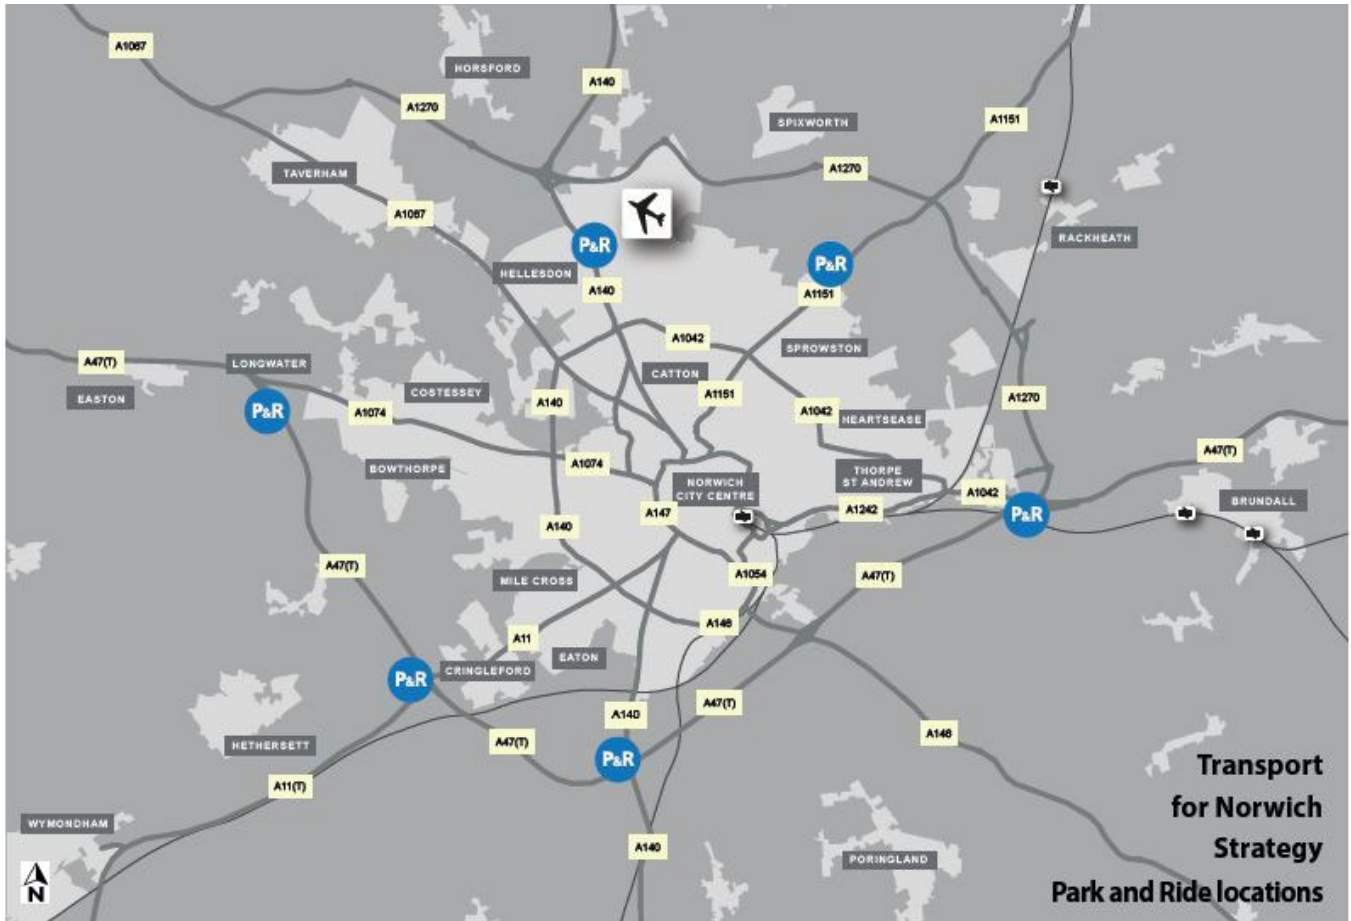 A1067
HORSFORD
A140
A1270
SPIXWORTH
A1151
TAVERHAM
A1270
A1067
RACKHEATH
P&R
HELLESDON
P&R
A140
A1151
A1042
SPROWSTON
A47(T)
LONGWATER
CATTON
EASTON
COSTESSEY
A1151
A140
A1270
P&R
A1074
A1042
HEARTSEASE
A47(T)
BOWTHORPE
A1074
THORPE
ST ANDREW
NORWICH
CITY CENTRE
A1042
BRUNDALL
A147
A1242
P&R
A140
A47(T)
MILE CROSS
A1054
A47(T)
A146
A11
EATON
CRINGLEFORD
P&R
A47(T)
A140
A47(T)
A146
HETHERSETT
P&R
A11(T)
WYMONDHAM
A140
PORINGLAND
N
Transport
for Norwich
Strategy
Park and Ride locations